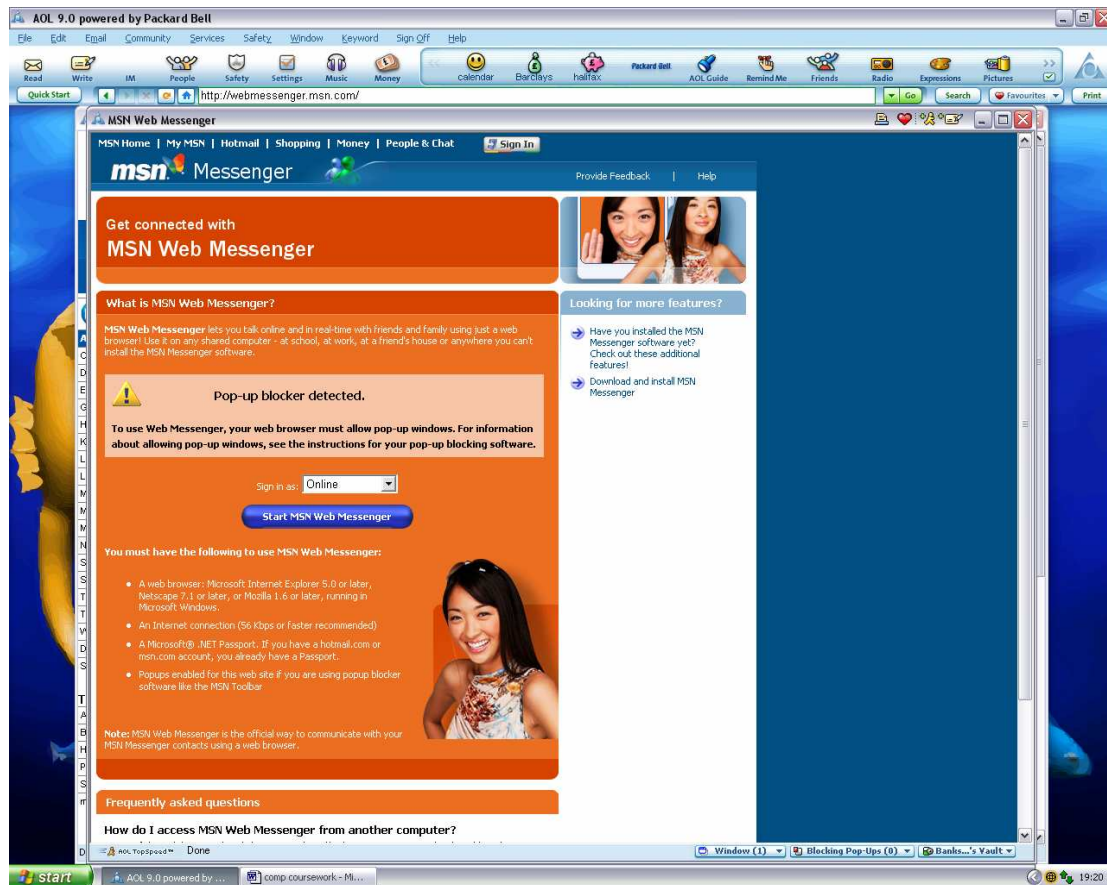 AOL 9.0 powered by Packard Bell
File Edit Email Community Services Safety Window Keyword Sign Off Help
Read Write IM People Safety Settings Music Money calendar Barclays halifax Packard Bell AOL Guide Remind Me Friends Radio Expressions Pictures
Quick Start http://webmessenger.msn.com/ Go Search Favourites Print
MSN Web Messenger
MSN Home | My MSN | Hotmail | Shopping | Money | People & Chat Sign In
msn Messenger
Provide Feedback | Help
Get connected with
MSN Web Messenger
What is MSN Web Messenger?
MSN Web Messenger lets you talk online and in real-time with friends and family using just a web
browser! Use it on any shared computer - at school, at work, at a friend's house or anywhere you can't
install the MSN Messenger software.
Pop-up blocker detected.
To use Web Messenger, your web browser must allow pop-up windows. For information
about allowing pop-up windows, see the instructions for your pop-up blocking software.
Sign in as: Online
Start MSN Web Messenger
You must have the following to use MSN Web Messenger:
• A web browser: Microsoft Internet Explorer 5.0 or later,
Netscape 7.1 or later, or Mozilla 1.6 or later, running in
Microsoft Windows.
• An Internet connection (56 Kbps or faster recommended)
• A Microsoft® .NET Passport. If you have a hotmail.com or
msn.com account, you already have a Passport.
• Popups enabled for this web site if you are using popup blocker
software like the MSN Toolbar
Note: MSN Web Messenger is the official way to communicate with your
MSN Messenger contacts using a web browser.
Looking for more features?
Have you installed the MSN
Messenger software yet?
Check out these additional
features!
Download and install MSN
Messenger
Frequently asked questions
How do I access MSN Web Messenger from another computer?
AOL TopSpeed™ Done Window (1) Blocking Pop-Ups (0) Banks...'s Vault
start AOL 9.0 powered by ... comp coursework - Mi... 19:20